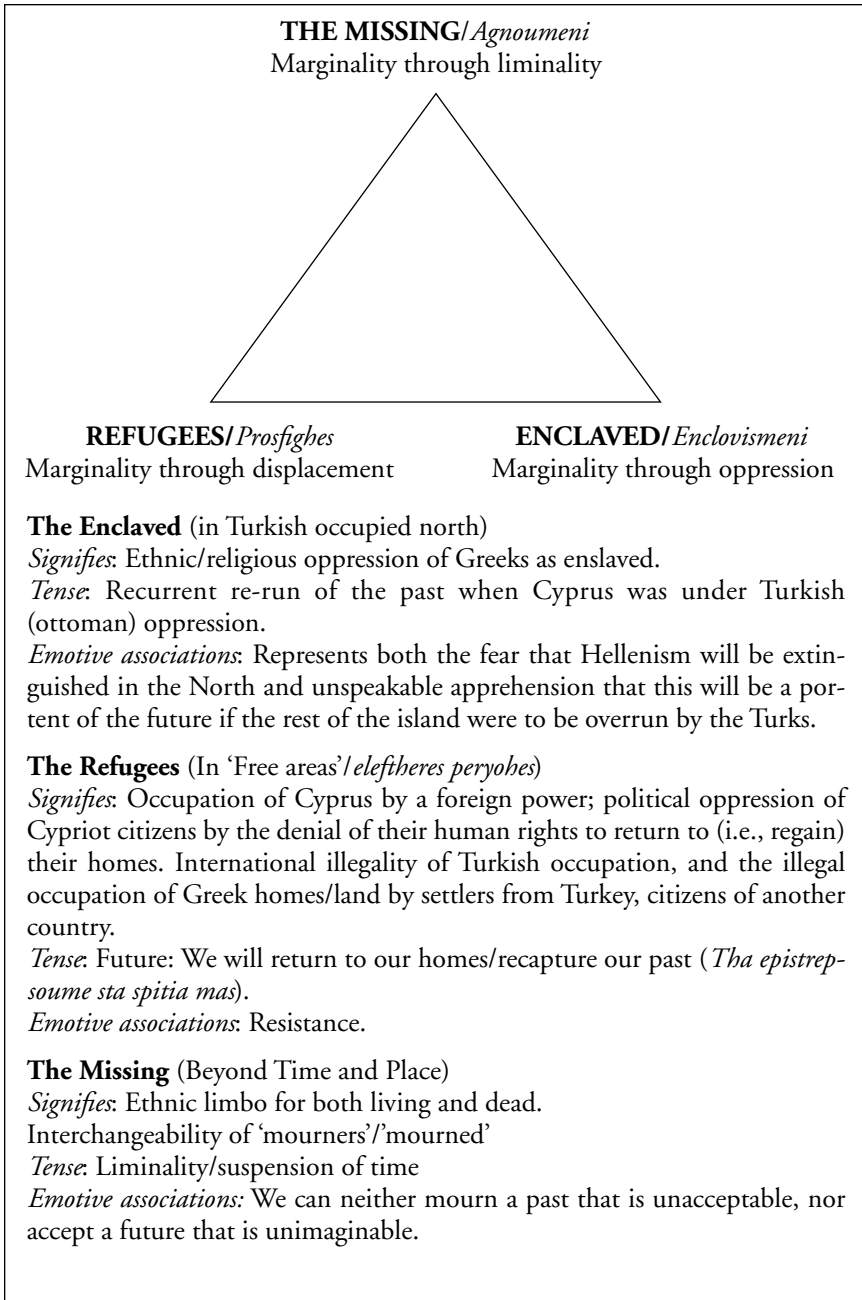 THE MISSING/Agnoumeni
Marginality through liminality
REFUGEES/Prosfighes
Marginality through displacement
ENCLAVED/Enclovismeni
Marginality through oppression
The Enclaved (in Turkish occupied north)
Signifies: Ethnic/religious oppression of Greeks as enslaved.
Tense: Recurrent re-run of the past when Cyprus was under Turkish
(ottoman) oppression.
Emotive associations: Represents both the fear that Hellenism will be extin-
guished in the North and unspeakable apprehension that this will be a por-
tent of the future if the rest of the island were to be overrun by the Turks.
The Refugees (In ‘Free areas’/eleftheres peryohes)
Signifies: Occupation of Cyprus by a foreign power; political oppression of
Cypriot citizens by the denial of their human rights to return to (i.e., regain)
their homes. International illegality of Turkish occupation, and the illegal
occupation of Greek homes/land by settlers from Turkey, citizens of another
country.
Tense: Future: We will return to our homes/recapture our past (Tha epistrep-
soume sta spitia mas).
Emotive associations: Resistance.
The Missing (Beyond Time and Place)
Signifies: Ethnic limbo for both living and dead.
Interchangeability of ‘mourners’/’mourned’
Tense: Liminality/suspension of time
Emotive associations: We can neither mourn a past that is unacceptable, nor
accept a future that is unimaginable.